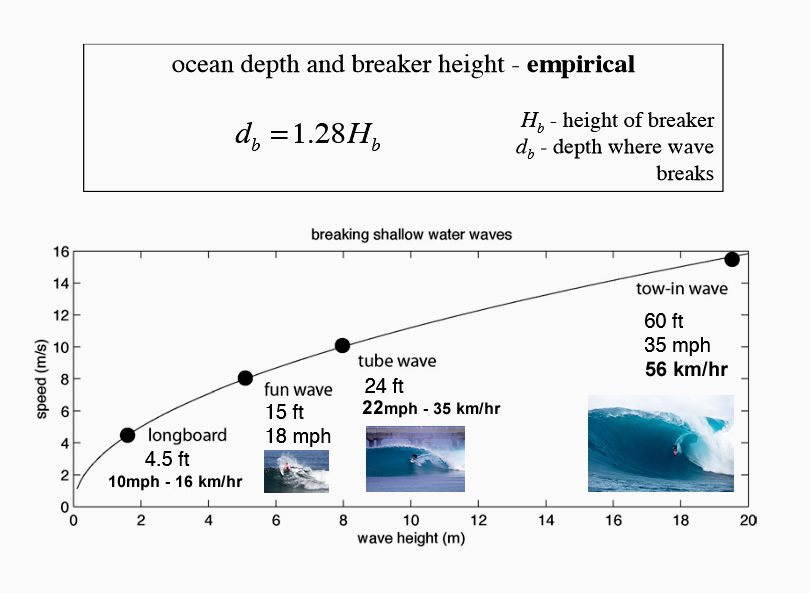 ocean depth and breaker height - empirical
d_b = 1.28H_b
H_b - height of breaker
d_b - depth where wave
breaks
breaking shallow water waves
16
14
12
10
8
6
4
2
0
speed (m/s)
tow-in wave
60 ft
35 mph
56 km/hr
tube wave
24 ft
22mph - 35 km/hr
fun wave
15 ft
18 mph
longboard
4.5 ft
10mph - 16 km/hr
0 2 4 6 8 10 12 14 16 18 20
wave height (m)